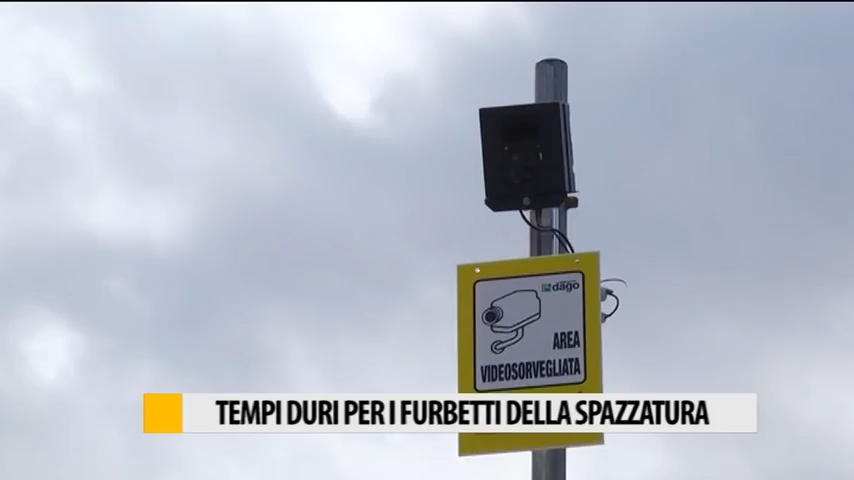 dago
AREA
VIDEOSORVEGLIATA
TEMPI DURI PER I FURBETTI DELLA SPAZZATURA